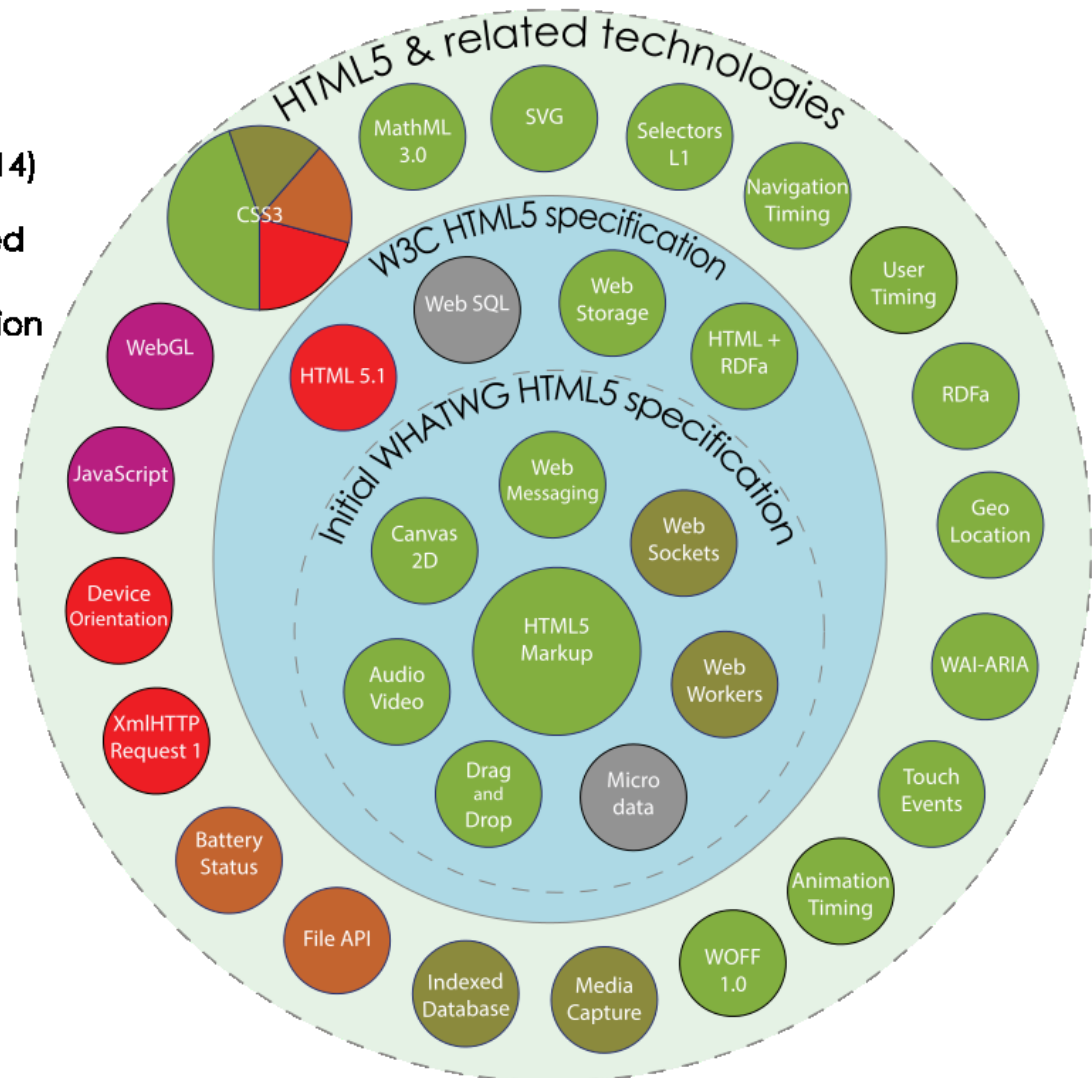 HTML5 & related technologies
14)
ed
ion
MathML
3.0
SVG
Selectors
L1
Navigation
Timing
CSS3
User
Timing
W3C HTML5 specification
Web SQL
Web
Storage
HTML +
RDFa
HTML 5.1
WebGL
RDFa
Initial WHATWG HTML5 specification
Web
Messaging
Canvas
2D
Web
Sockets
JavaScript
Geo
Location
Device
Orientation
HTML5
Markup
Audio
Video
Web
Workers
WAI-ARIA
XmlHTTP
Request 1
Drag
and
Drop
Micro
data
Touch
Events
Battery
Status
Animation
Timing
File API
Indexed
Database
Media
Capture
WOFF
1.0